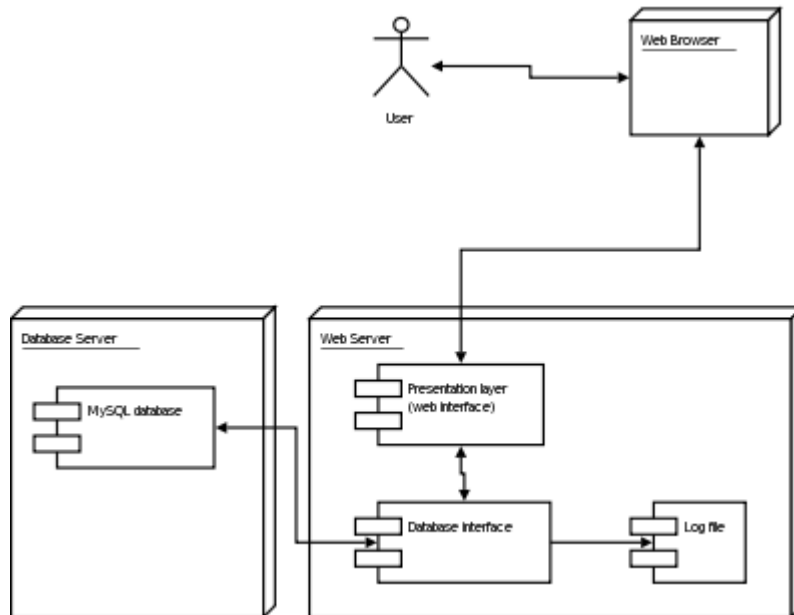 Web Browser
User
Database Server
Web Server
MySQL database
Presentation layer
(web interface)
Database Interface
Log file